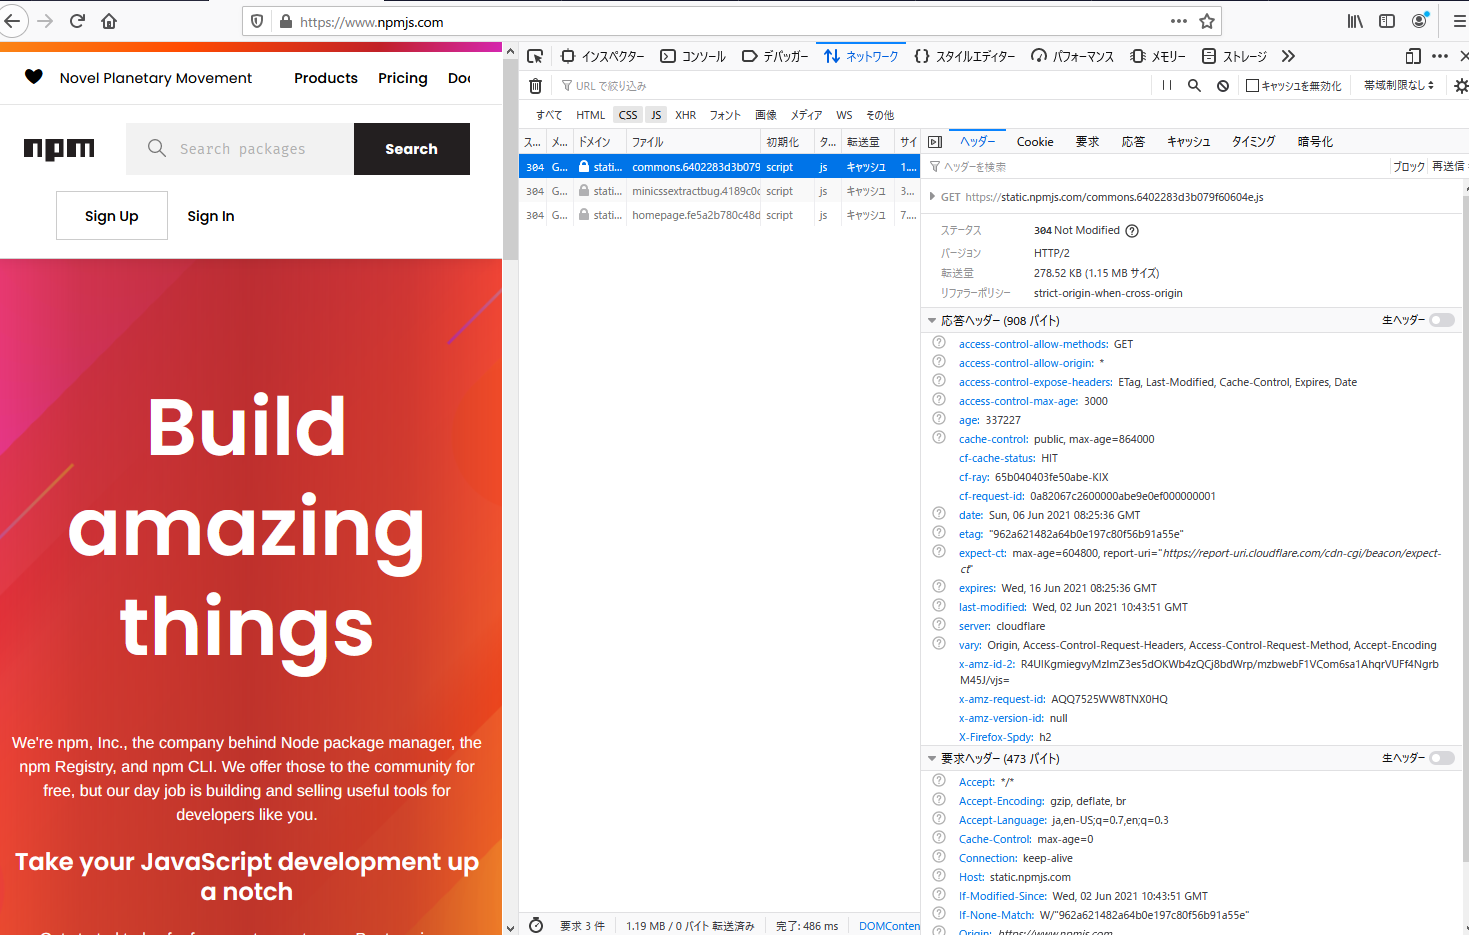 https://www.npmjs.com
Novel Planetary Movement
Products
Pricing
Doc
npm
Search packages
Search
Sign Up
Sign In
Build
amazing
things
We're npm, Inc., the company behind Node package manager, the
npm Registry, and npm CLI. We offer those to the community for
free, but our day job is building and selling useful tools for
developers like you.
Take your JavaScript development up
a notch
インスペクター
コンソール
デバッガー
ネットワーク
スタイルエディター
パフォーマンス
メモリー
ストレージ
URL で絞り込み
キャッシュを無効化
帯域制限なし
すべて HTML CSS JS XHR フォント 画像 メディア WS その他
ス... メ... ドメイン ファイル 初期化 タ... 転送量 サイ
304 G... stati... commons.6402283d3b079 script js キャッシュ 1....
304 G... stati... minicssextractbug.4189c0c script js キャッシュ 3...
304 G... stati... homepage.fe5a2b780c48d script js キャッシュ 7....
要求 3 件
1.19 MB / 0 バイト 転送済み
完了: 486 ms
DOMConten
ヘッダー Cookie 要求 応答 キャッシュ タイミング 暗号化
ヘッダーを検索
ブロック
再送信
GET https://static.npmjs.com/commons.6402283d3b079f60604e.js
ステータス 304 Not Modified
バージョン HTTP/2
転送量 278.52 KB (1.15 MB サイズ)
リファラーポリシー strict-origin-when-cross-origin
応答ヘッダー (908 バイト)
生ヘッダー
access-control-allow-methods: GET
access-control-allow-origin: *
access-control-expose-headers: ETag, Last-Modified, Cache-Control, Expires, Date
access-control-max-age: 3000
age: 337227
cache-control: public, max-age=864000
cf-cache-status: HIT
cf-ray: 65b040403fe50abe-KIX
cf-request-id: 0a82067c2600000abe9e0ef000000001
date: Sun, 06 Jun 2021 08:25:36 GMT
etag: "962a621482a64b0e197c80f56b91a55e"
expect-ct: max-age=604800, report-uri="https://report-uri.cloudflare.com/cdn-cgi/beacon/expect-
ct"
expires: Wed, 16 Jun 2021 08:25:36 GMT
last-modified: Wed, 02 Jun 2021 10:43:51 GMT
server: cloudflare
vary: Origin, Access-Control-Request-Headers, Access-Control-Request-Method, Accept-Encoding
x-amz-id-2: R4UIKgmiegvyMzlmZ3es5dOKWb4zQCj8bdWrp/mzbwebF1VCom6sa1AhqrVUFf4Ngrb
M45J/vjs=
x-amz-request-id: AQQ7525WW8TNX0HQ
x-amz-version-id: null
X-Firefox-Spdy: h2
要求ヘッダー (473 バイト)
生ヘッダー
Accept: */*
Accept-Encoding: gzip, deflate, br
Accept-Language: ja,en-US;q=0.7,en;q=0.3
Cache-Control: max-age=0
Connection: keep-alive
Host: static.npmjs.com
If-Modified-Since: Wed, 02 Jun 2021 10:43:51 GMT
If-None-Match: W/"962a621482a64b0e197c80f56b91a55e"
Origin: https://www.npmjs.com